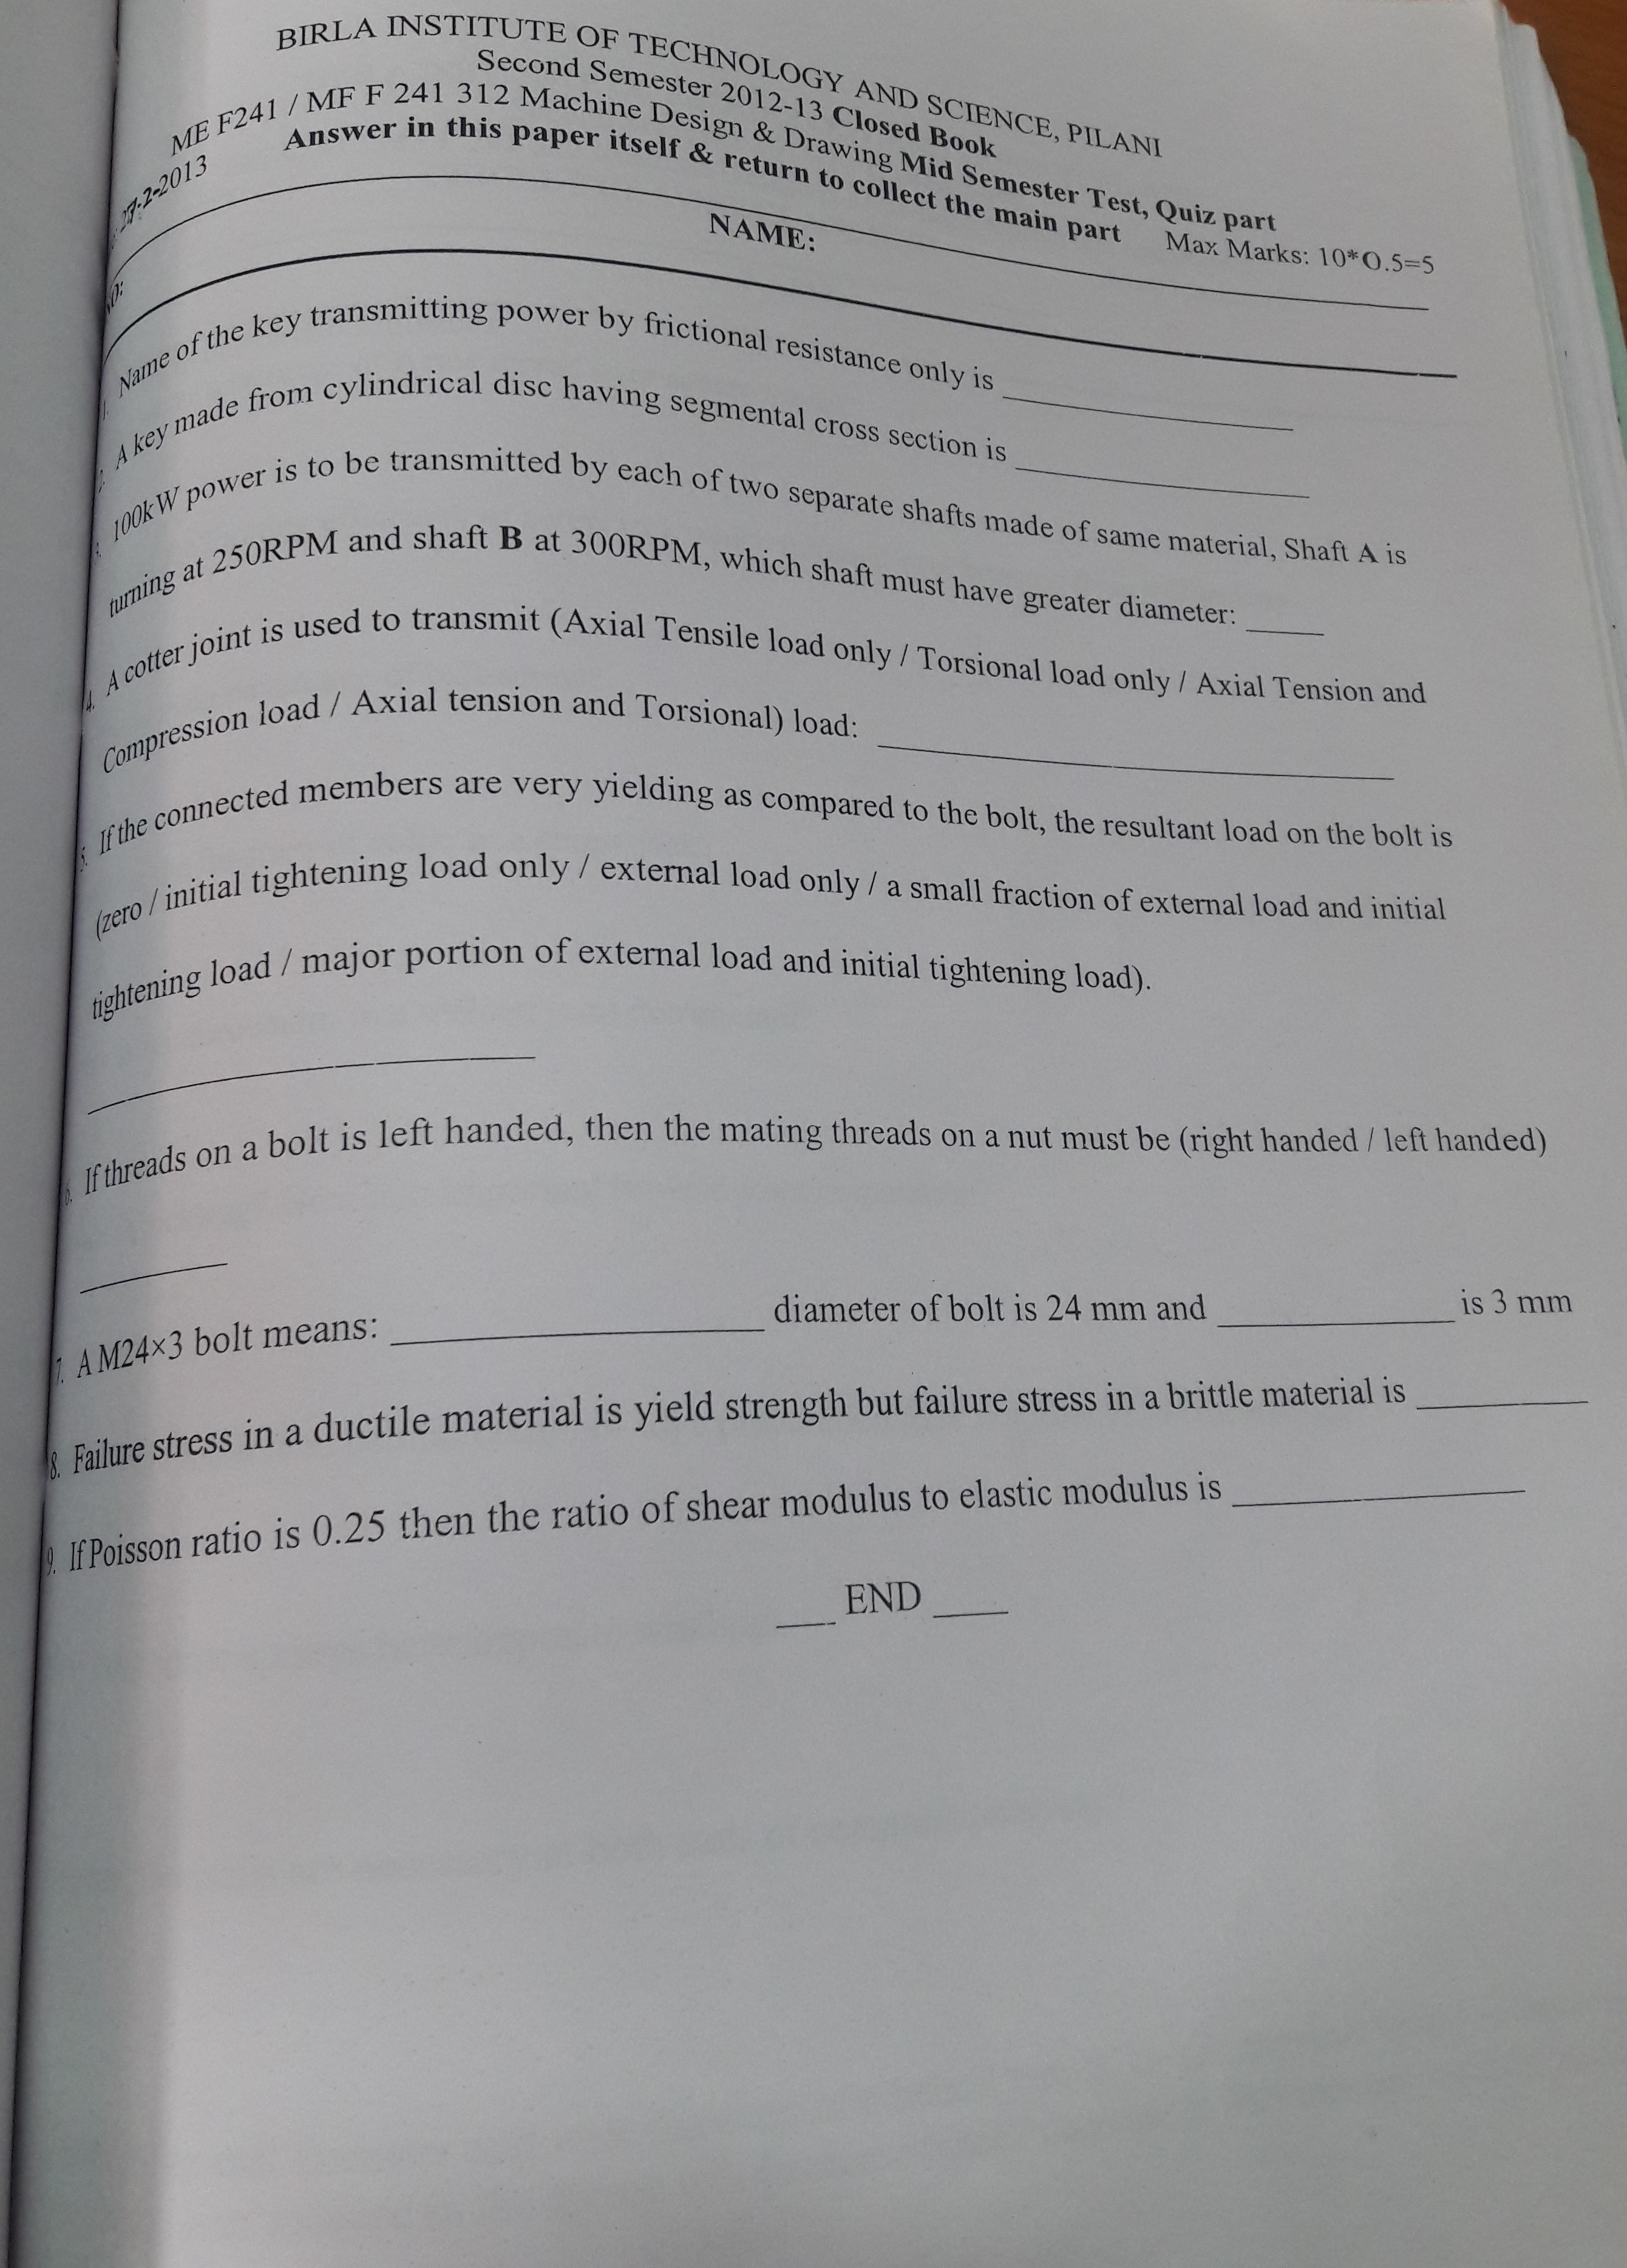 BIRLA INSTITUTE OF TECHNOLOGY AND SCIENCE, PILANI
Second Semester 2012-13 Closed Book
ME F241 / MF F 241 312 Machine Design & Drawing Mid Semester Test, Quiz part
Answer in this paper itself & return to collect the main part Max Marks: 10*0.5=5
27-2-2013
NAME:
1. Name of the key transmitting power by frictional resistance only is ____________
2. A key made from cylindrical disc having segmental cross section is ____________
3. 100kW power is to be transmitted by each of two separate shafts made of same material, Shaft A is
turning at 250RPM and shaft B at 300RPM, which shaft must have greater diameter: ____
4. A cotter joint is used to transmit (Axial Tensile load only / Torsional load only / Axial Tension and
Compression load / Axial tension and Torsional) load: ____________
5. If the connected members are very yielding as compared to the bolt, the resultant load on the bolt is
(zero / initial tightening load only / external load only / a small fraction of external load and initial
tightening load / major portion of external load and initial tightening load).
____________
6. If threads on a bolt is left handed, then the mating threads on a nut must be (right handed / left handed)
______
7. A M24×3 bolt means: ____________ diameter of bolt is 24 mm and ____________ is 3 mm
8. Failure stress in a ductile material is yield strength but failure stress in a brittle material is ________
9. If Poisson ratio is 0.25 then the ratio of shear modulus to elastic modulus is ____________
___ END ____